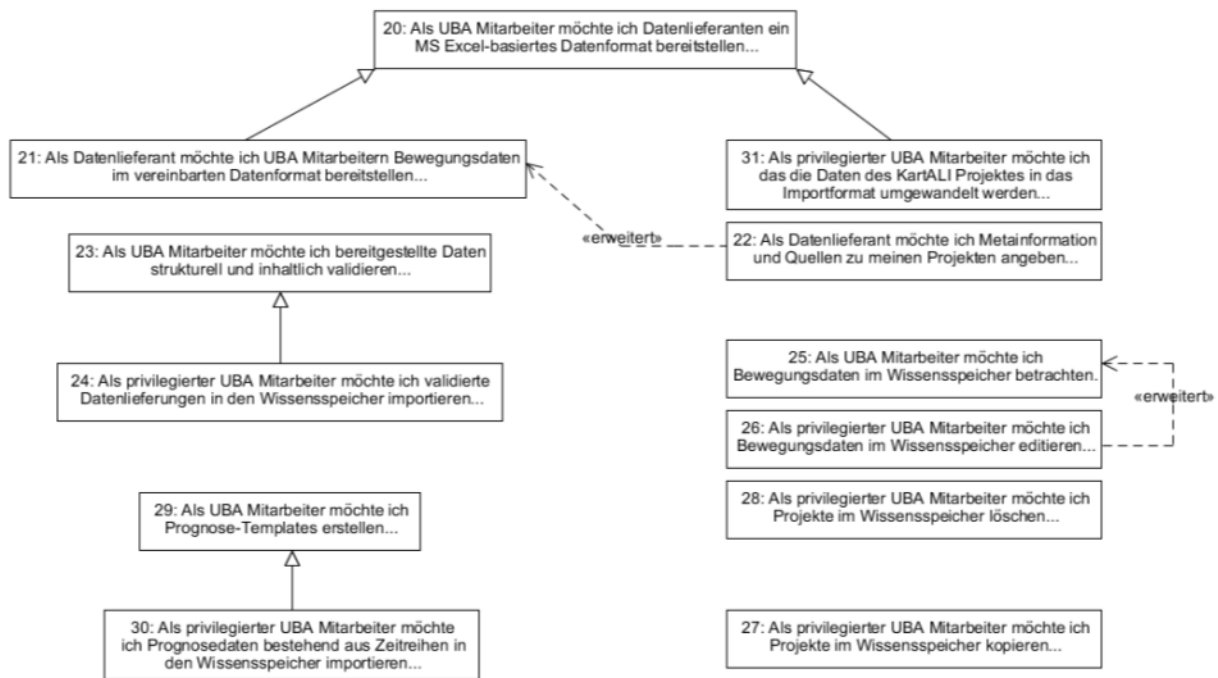 20: Als UBA Mitarbeiter möchte ich Datenlieferanten ein
MS Excel-basiertes Datenformat bereitstellen...
21: Als Datenlieferant möchte ich UBA Mitarbeitern Bewegungsdaten
im vereinbarten Datenformat bereitstellen...
31: Als privilegierter UBA Mitarbeiter möchte ich
das die Daten des KartALI Projektes in das
Importformat umgewandelt werden...
«erweitert»
22: Als Datenlieferant möchte ich Metainformation
und Quellen zu meinen Projekten angeben...
23: Als UBA Mitarbeiter möchte ich bereitgestellte Daten
strukturell und inhaltlich validieren...
24: Als privilegierter UBA Mitarbeiter möchte ich validierte
Datenlieferungen in den Wissensspeicher importieren...
25: Als UBA Mitarbeiter möchte ich
Bewegungsdaten im Wissensspeicher betrachten.
«erweitert»
26: Als privilegierter UBA Mitarbeiter möchte ich
Bewegungsdaten im Wissensspeicher editieren...
28: Als privilegierter UBA Mitarbeiter möchte ich
Projekte im Wissensspeicher löschen...
29: Als UBA Mitarbeiter möchte ich
Prognose-Templates erstellen...
30: Als privilegierter UBA Mitarbeiter möchte
ich Prognosedaten bestehend aus Zeitreihen in
den Wissensspeicher importieren...
27: Als privilegierter UBA Mitarbeiter möchte ich
Projekte im Wissensspeicher kopieren...